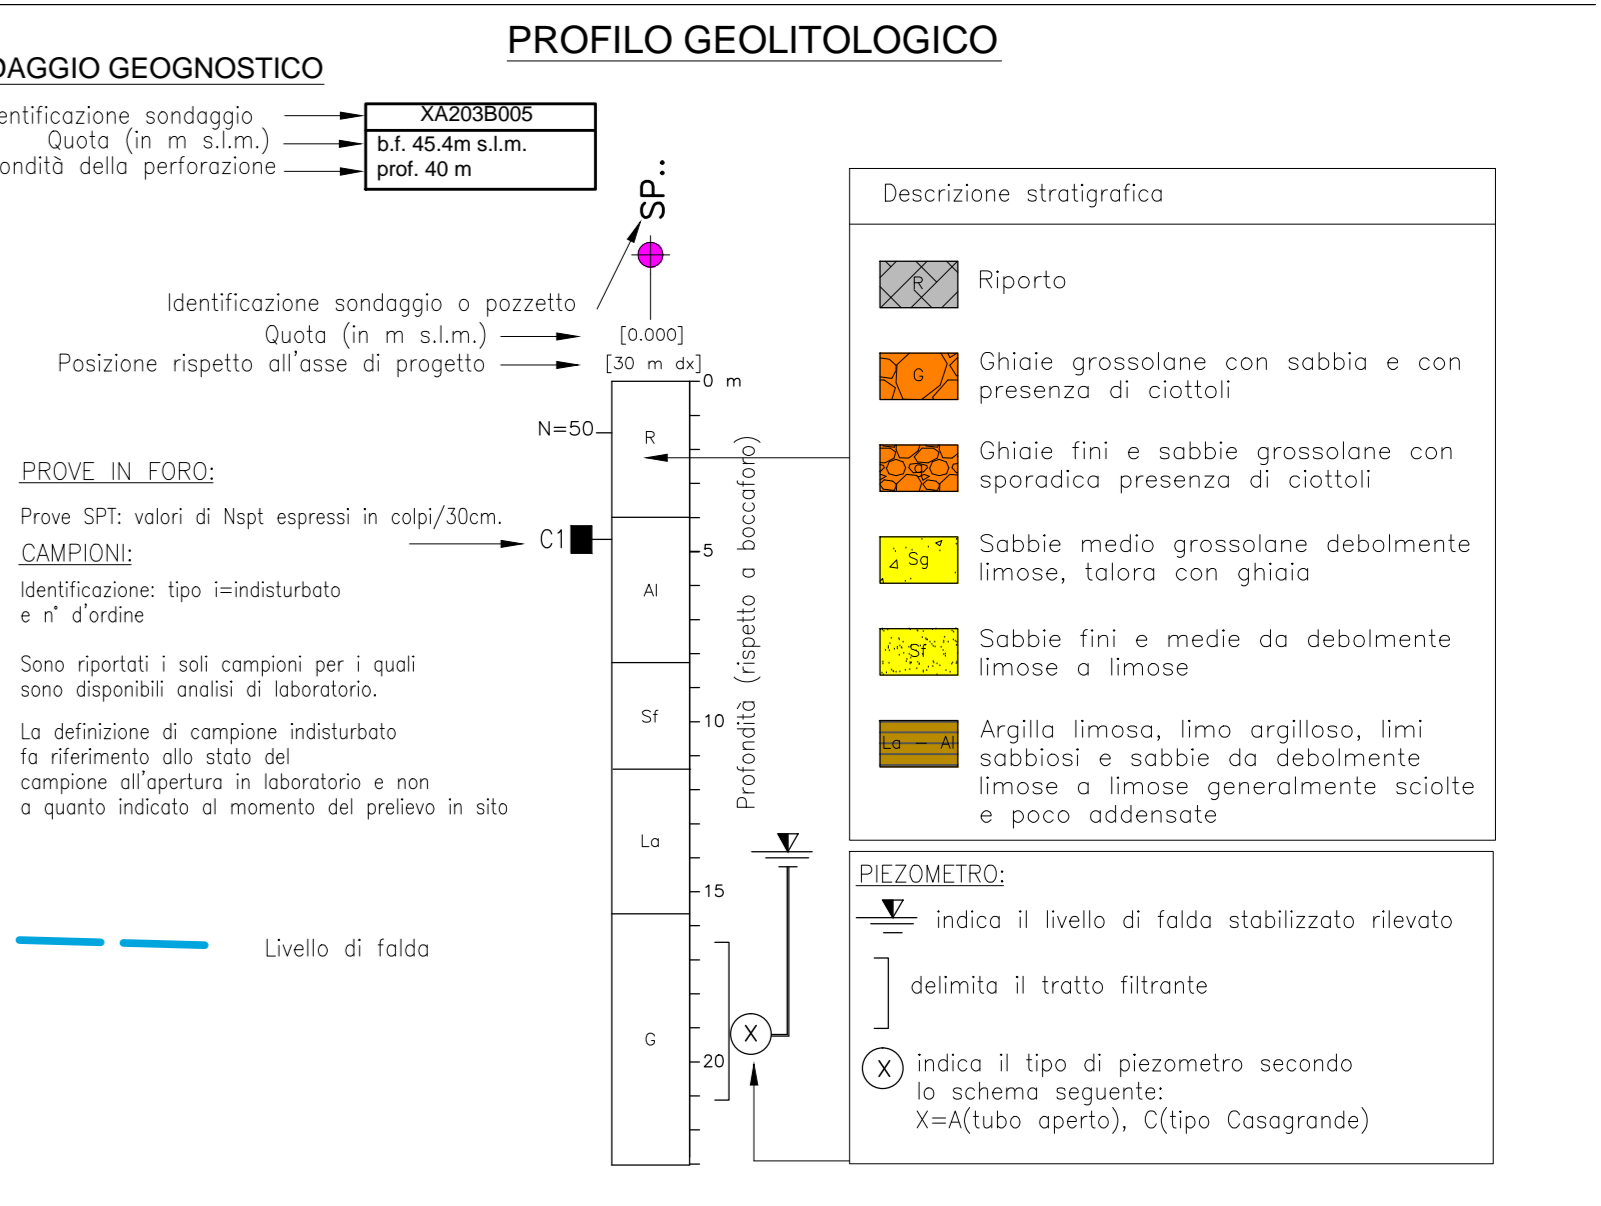 PROFILO GEOLITOLOGICO
DAGGIO GEOGNOSTICO
entificazione sondaggio
XA203B005
Quota (in m s.l.m.)
b.f. 45.4m s.l.m.
ondità della perforazione
prof. 40 m
SP..
Identificazione sondaggio o pozzetto
Quota (in m s.l.m.)
[0.000]
Posizione rispetto all'asse di progetto
[30 m dx]
0 m
N=50
R
PROVE IN FORO:
Prove SPT: valori di Nspt espressi in colpi/30cm.
C1
CAMPIONI:
5
Identificazione: tipo i=indisturbato
e n° d'ordine
Al
Sono riportati i soli campioni per i quali
sono disponibili analisi di laboratorio.
Sf
10
La definizione di campione indisturbato
fa riferimento allo stato del
campione all'apertura in laboratorio e non
a quanto indicato al momento del prelievo in sito
La
15
Livello di falda
G
20
Profondità (rispetto a boccaforo)
X
Descrizione stratigrafica
R
Riporto
G
Ghiaie grossolane con sabbia e con
presenza di ciottoli
g
Ghiaie fini e sabbie grossolane con
sporadica presenza di ciottoli
Sg
Sabbie medio grossolane debolmente
limose, talora con ghiaia
Sf
Sabbie fini e medie da debolmente
limose a limose
La – Al
Argilla limosa, limo argilloso, limi
sabbiosi e sabbie da debolmente
limose a limose generalmente sciolte
e poco addensate
PIEZOMETRO:
indica il livello di falda stabilizzato rilevato
delimita il tratto filtrante
X
indica il tipo di piezometro secondo
lo schema seguente:
X=A(tubo aperto), C(tipo Casagrande)